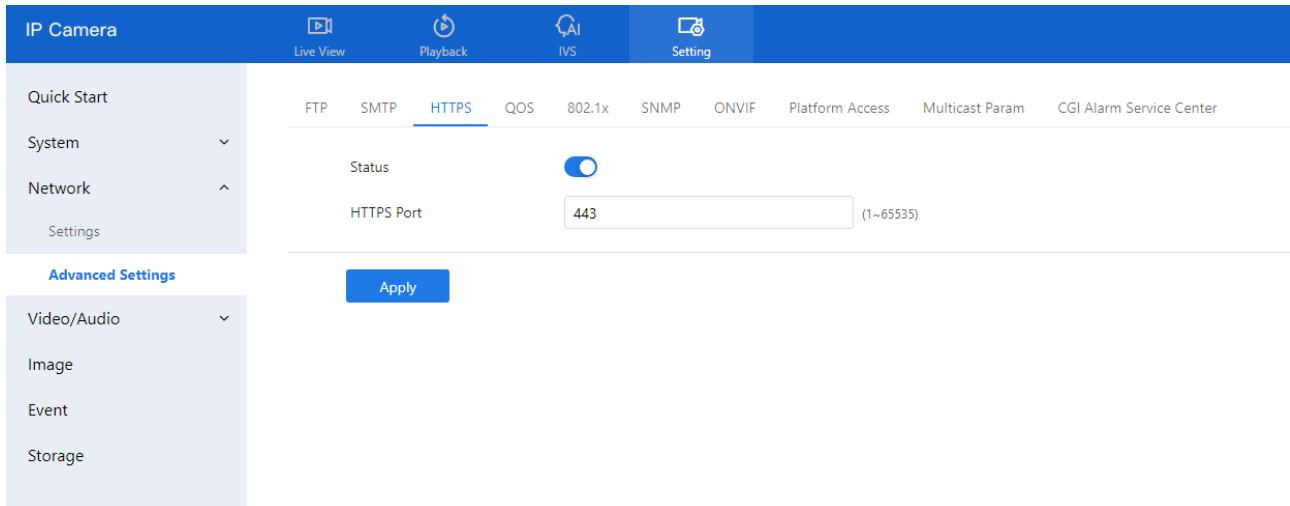 IP Camera
Live View
Playback
AI
IVS
Setting
Quick Start
System
Network
Settings
Advanced Settings
Video/Audio
Image
Event
Storage
FTP SMTP HTTPS QOS 802.1x SNMP ONVIF Platform Access Multicast Param CGI Alarm Service Center
Status
HTTPS Port 443 (1~65535)
Apply